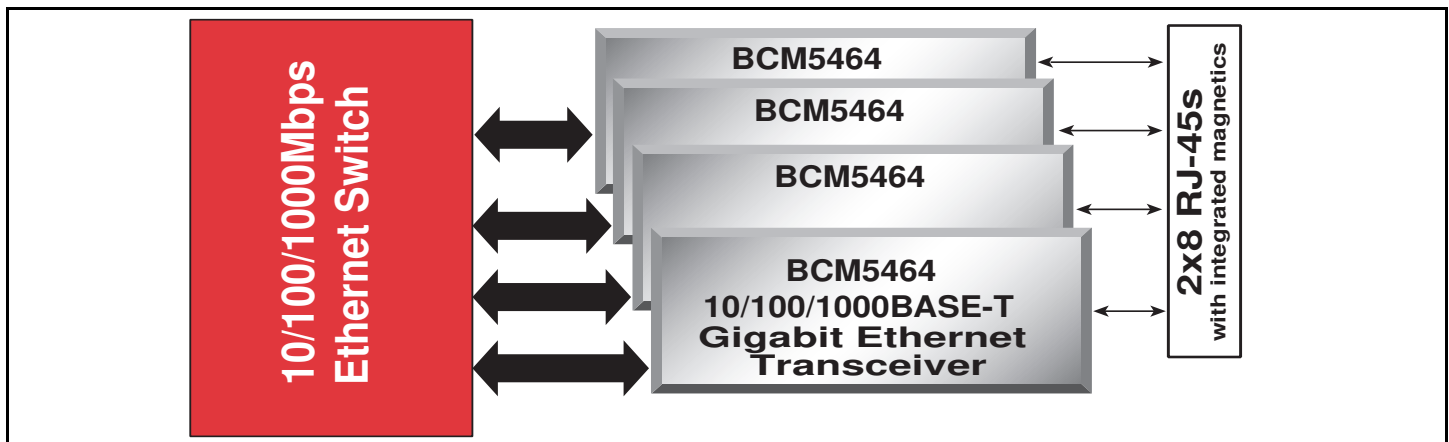 10/100/1000Mbps
Ethernet Switch
BCM5464
BCM5464
BCM5464
BCM5464
10/100/1000BASE-T
Gigabit Ethernet
Transceiver
2x8 RJ-45s
with integrated magnetics